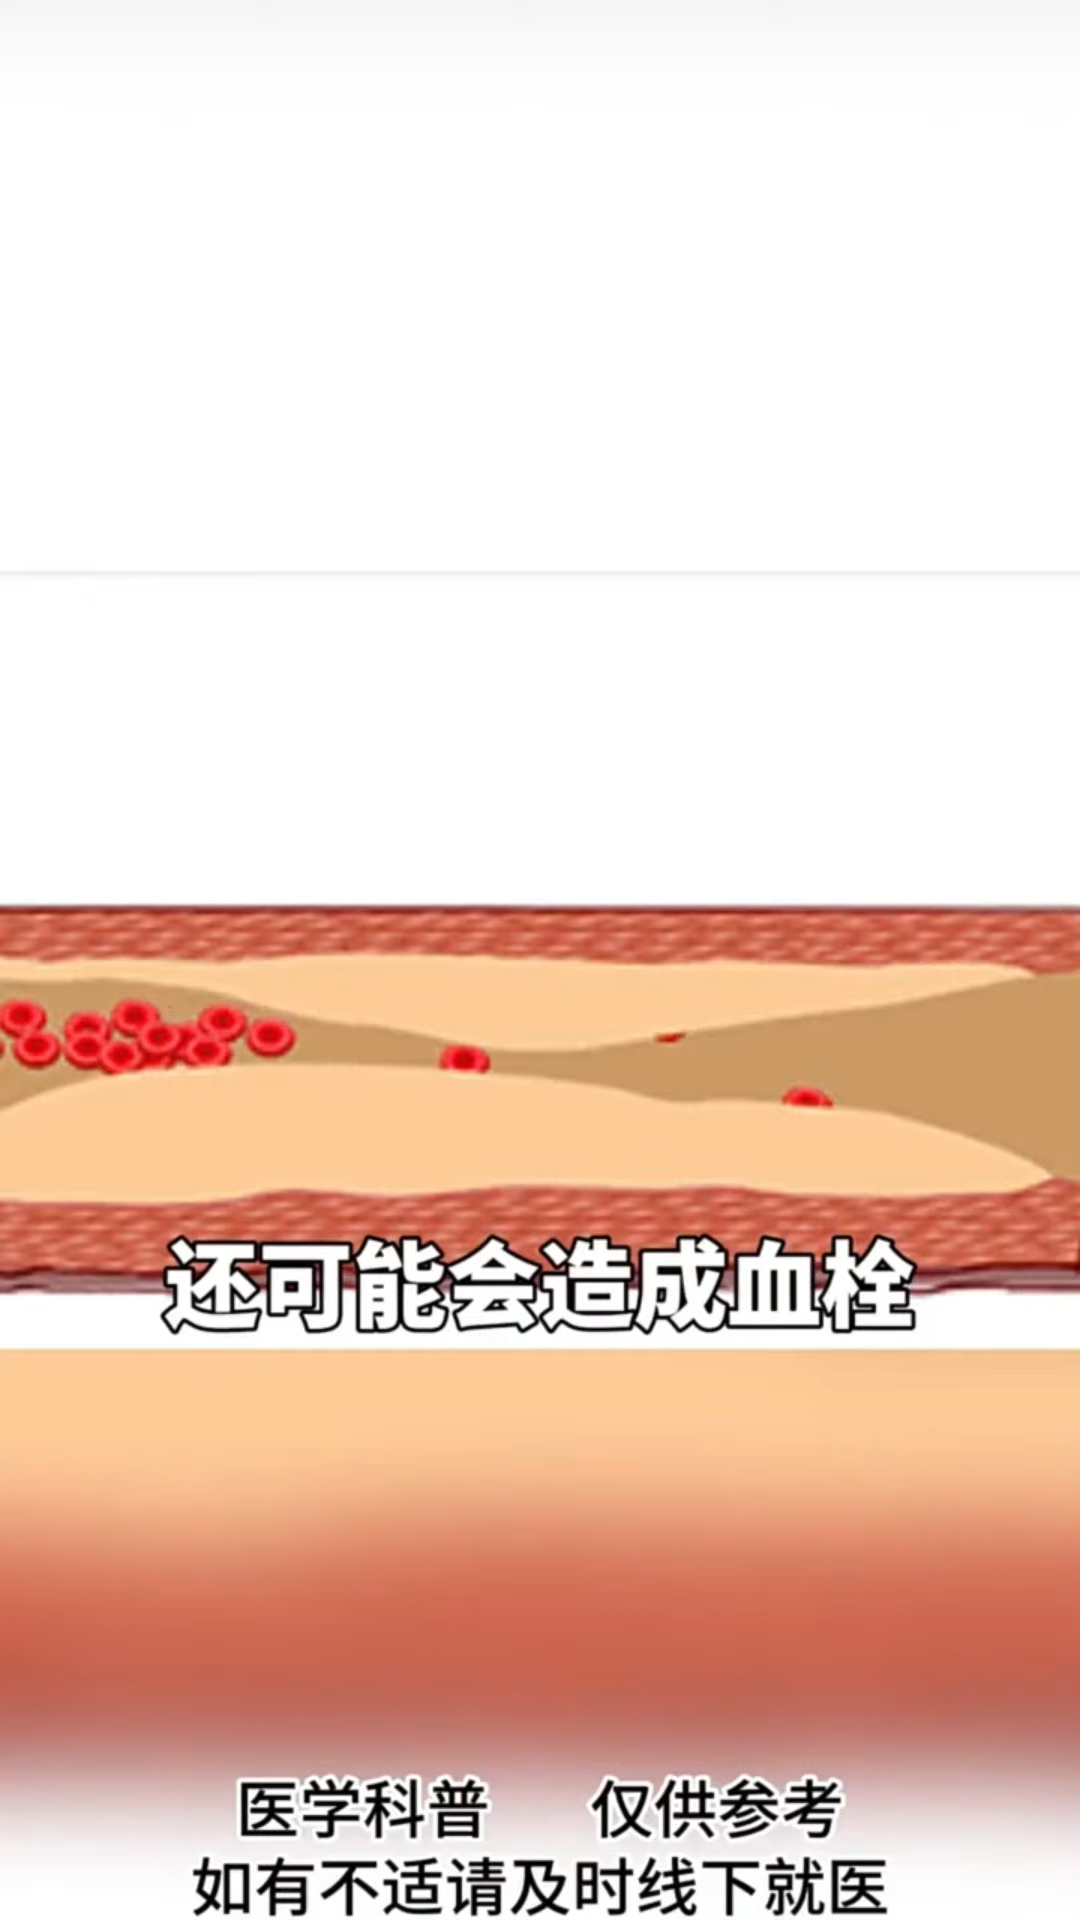 还可能会造成血栓
医学科普 仅供参考
如有不适请及时线下就医